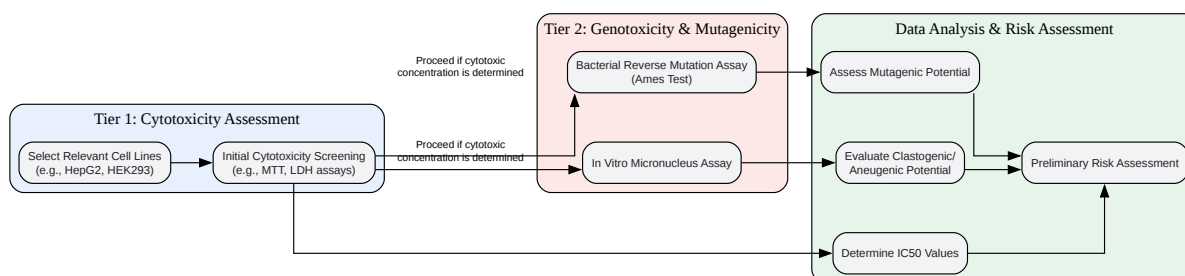 Tier 1: Cytotoxicity Assessment
Select Relevant Cell Lines
(e.g., HepG2, HEK293)
Initial Cytotoxicity Screening
(e.g., MTT, LDH assays)
Proceed if cytotoxic
concentration is determined
Proceed if cytotoxic
concentration is determined
Tier 2: Genotoxicity & Mutagenicity
Bacterial Reverse Mutation Assay
(Ames Test)
In Vitro Micronucleus Assay
Data Analysis & Risk Assessment
Assess Mutagenic Potential
Evaluate Clastogenic/
Aneugenic Potential
Determine IC50 Values
Preliminary Risk Assessment